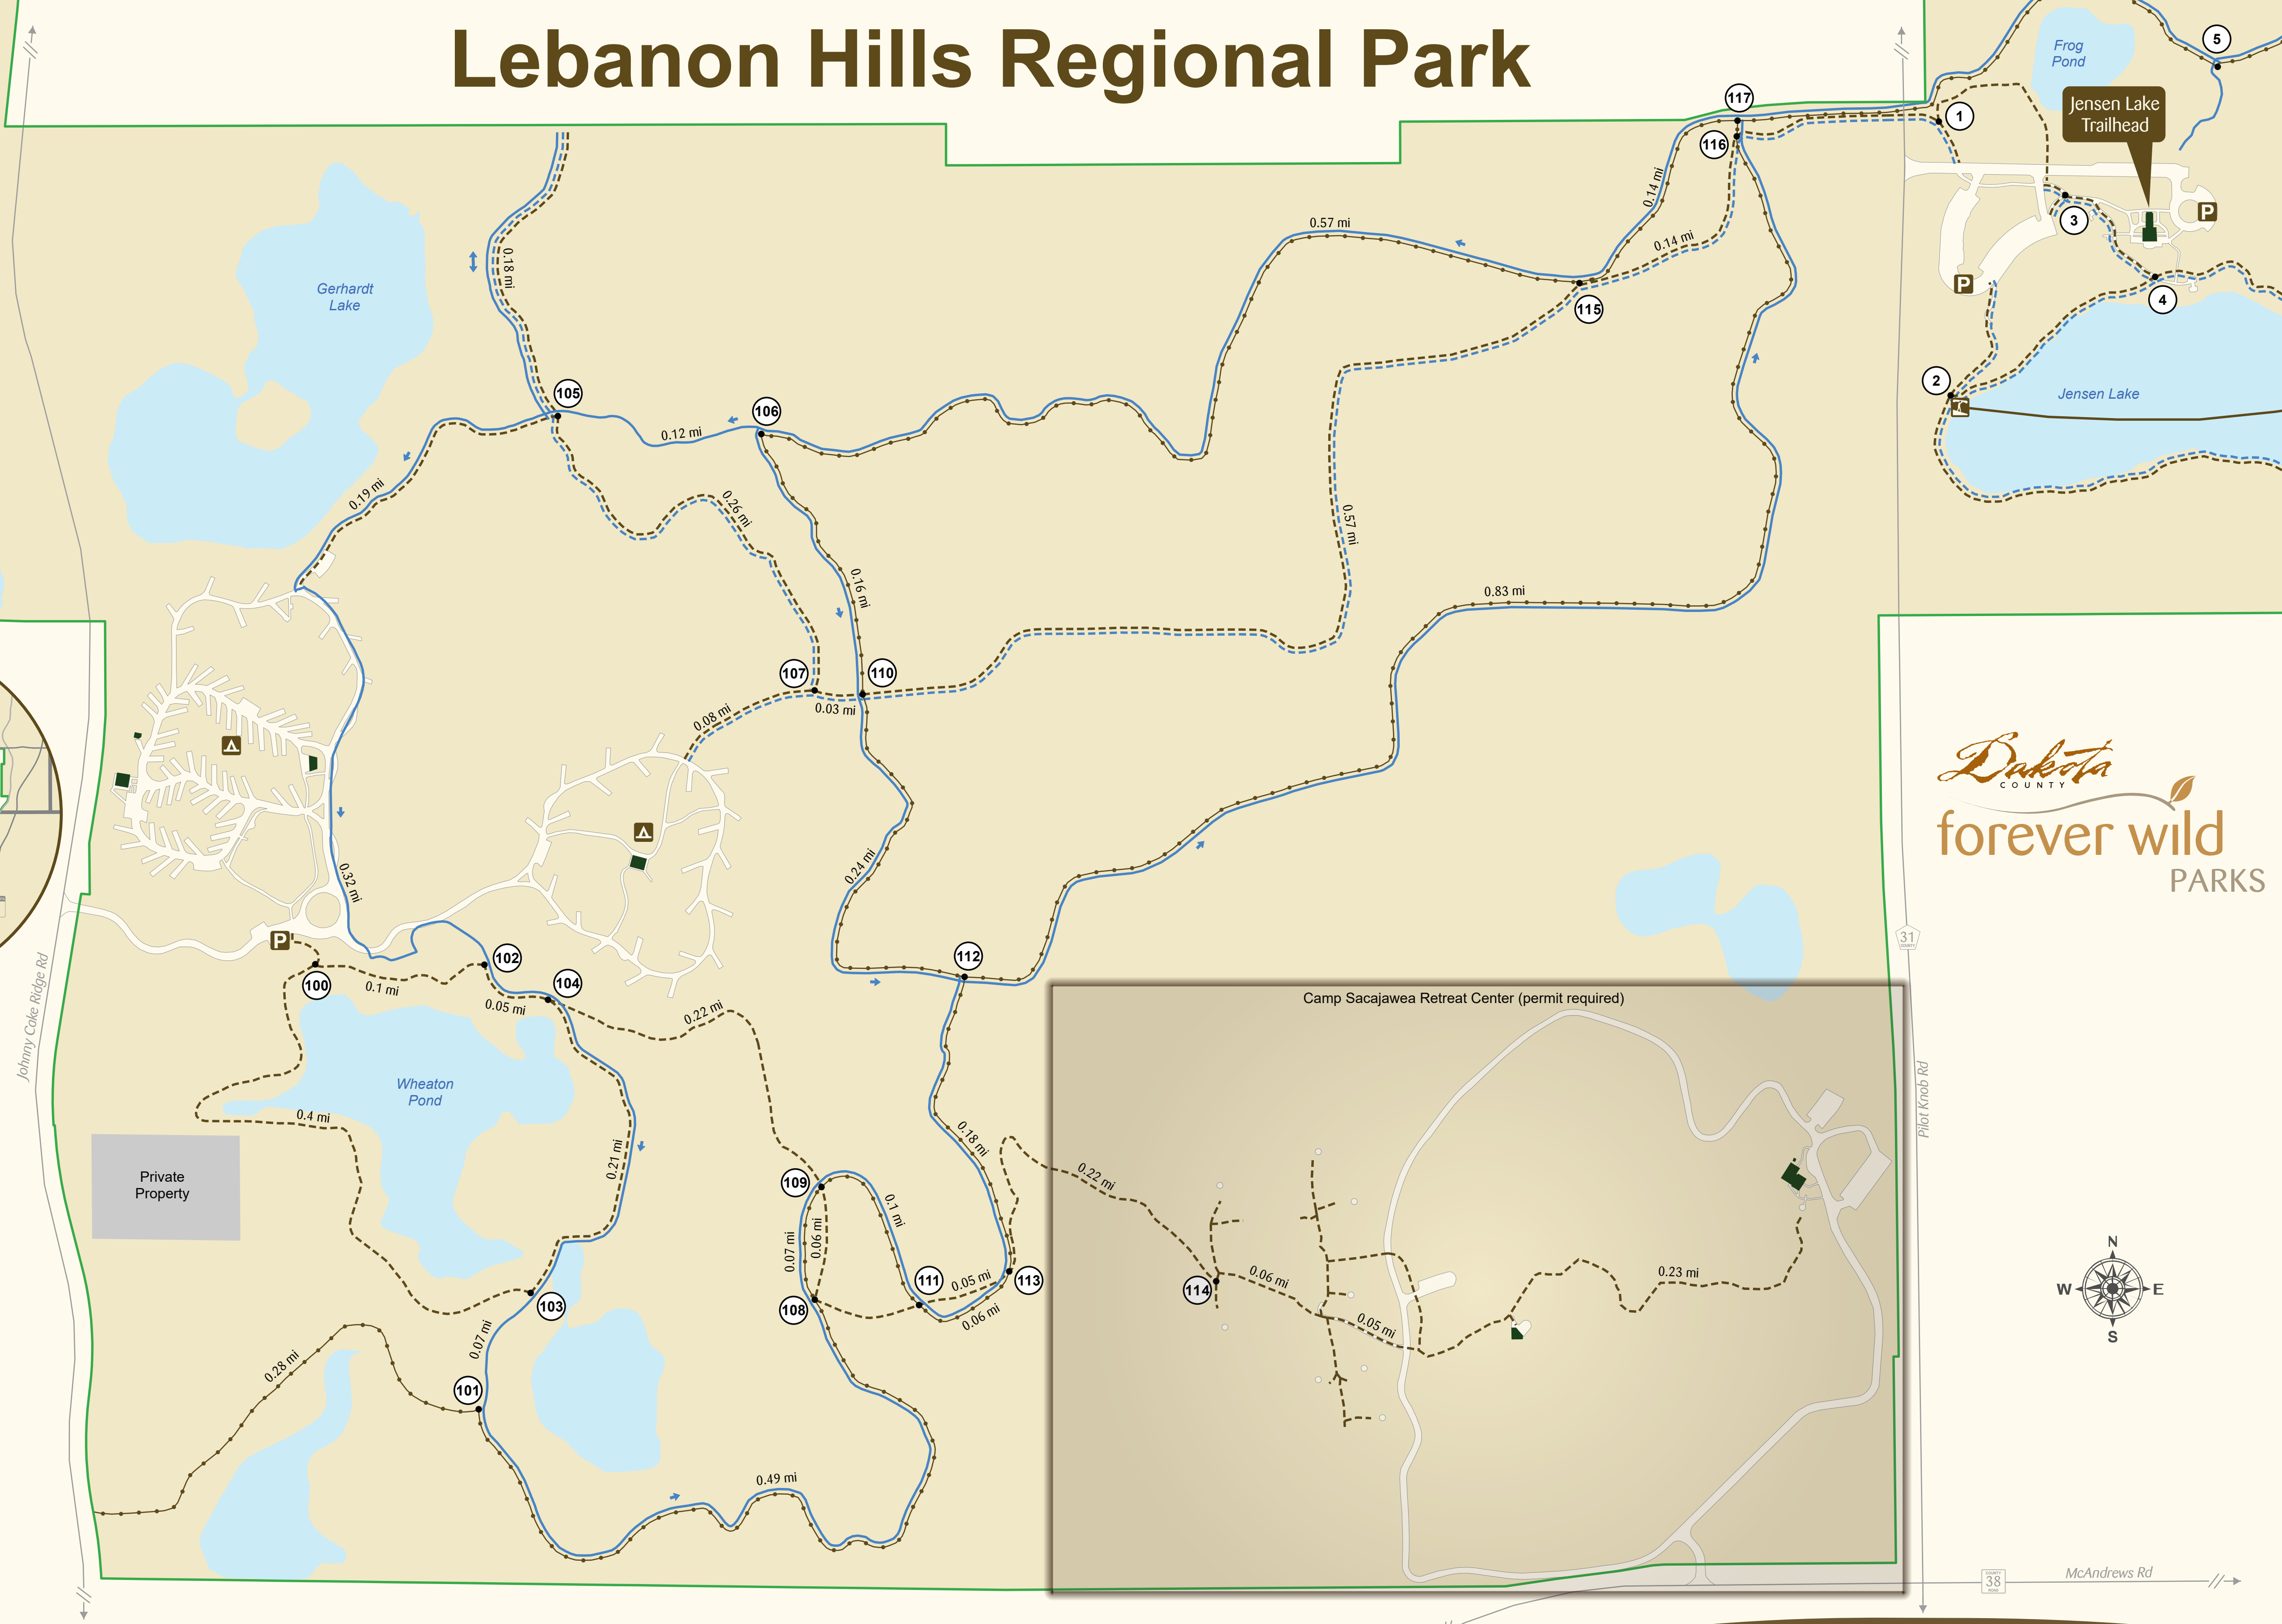 Lebanon Hills Regional Park
5
Frog
Pond
Jensen Lake
Trailhead
117
1
116
0.14 mi
P
3
0.57 mi
0.14 mi
0.18 mi
Gerhardt
Lake
P
4
115
2
Jensen Lake
105
106
0.12 mi
0.19 mi
0.26 mi
0.57 mi
0.16 mi
0.83 mi
107
110
0.03 mi
0.08 mi
Dakota
COUNTY
forever wild
PARKS
0.32 mi
0.24 mi
P
31
COUNTY
102
112
100
0.1 mi
104
0.05 mi
0.22 mi
Camp Sacajawea Retreat Center (permit required)
Johnny Cake Ridge Rd
Wheaton
Pond
0.4 mi
Pilot Knob Rd
0.21 mi
0.18 mi
Private
Property
109
0.22 mi
0.1 mi
0.07 mi
0.06 mi
N
W
E
S
111
0.05 mi
113
114
0.06 mi
0.23 mi
103
108
0.06 mi
0.05 mi
0.07 mi
0.28 mi
101
0.49 mi
COUNTY
38
ROAD
McAndrews Rd